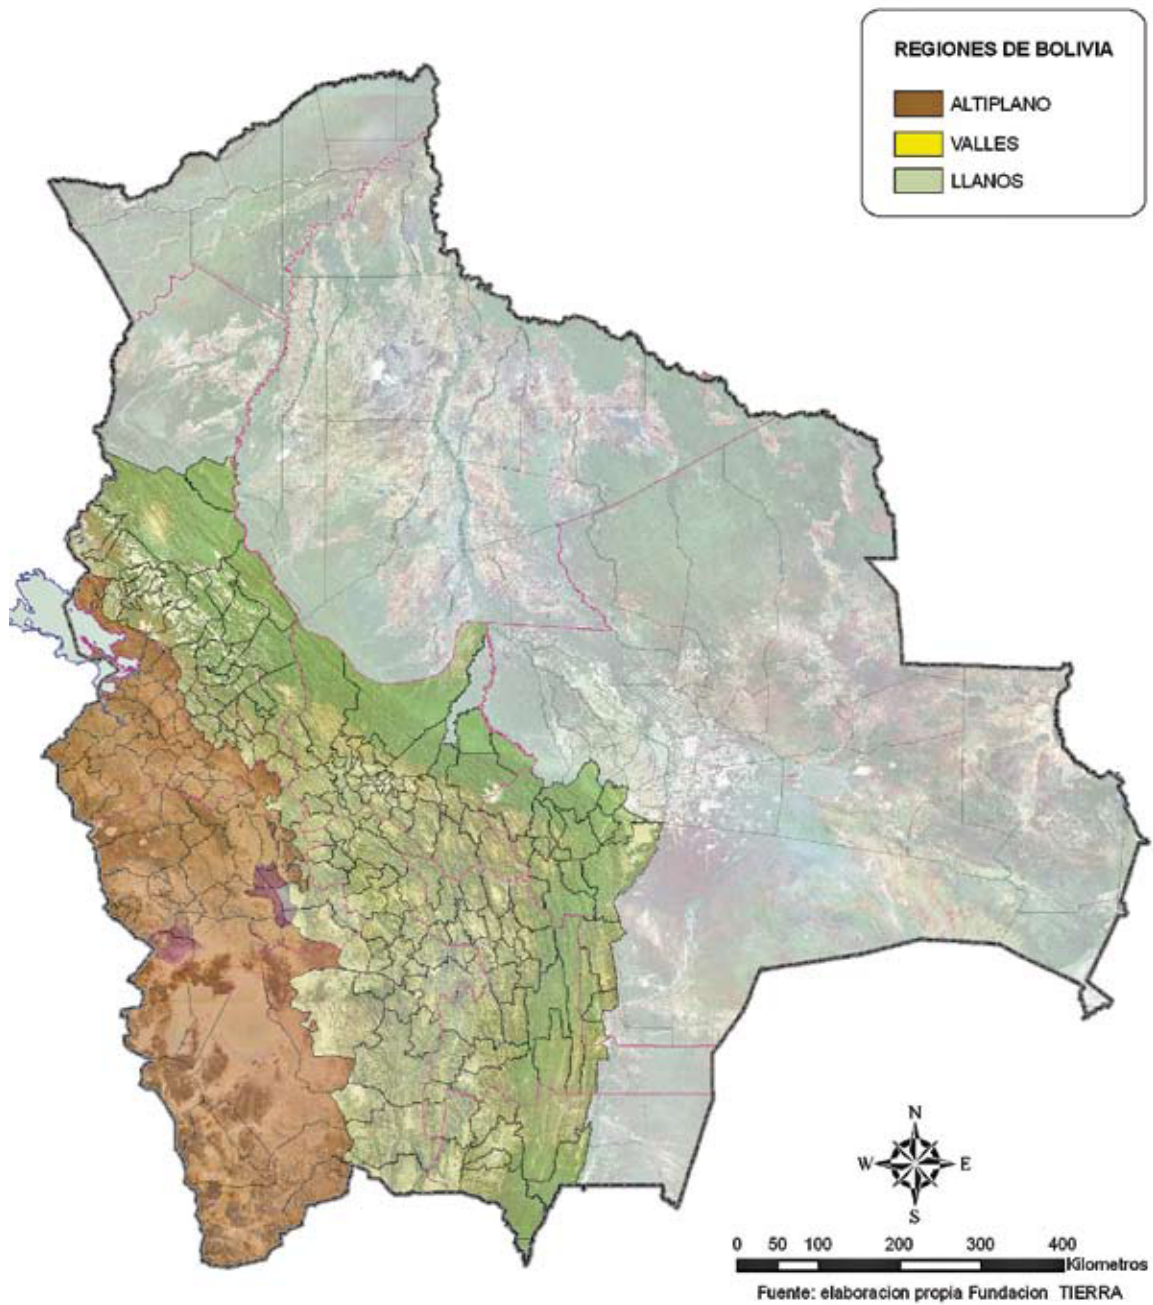 REGIONES DE BOLIVIA
ALTIPLANO
VALLES
LLANOS
N
W E
S
0 50 100 200 300 400
Kilometros
Fuente: elaboracion propia Fundacion TIERRA